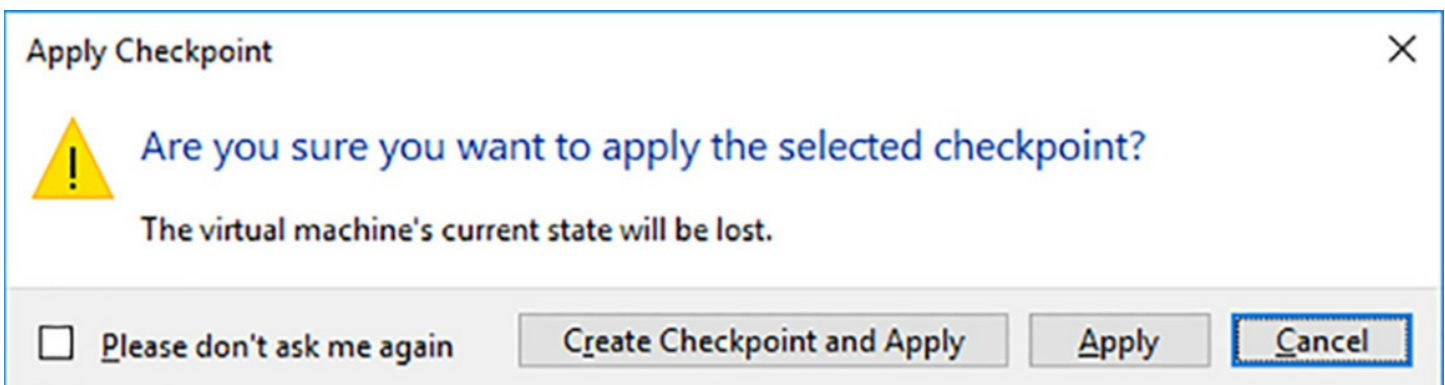 Apply Checkpoint
Are you sure you want to apply the selected checkpoint?
The virtual machine's current state will be lost.
Please don't ask me again
Create Checkpoint and Apply
Apply
Cancel